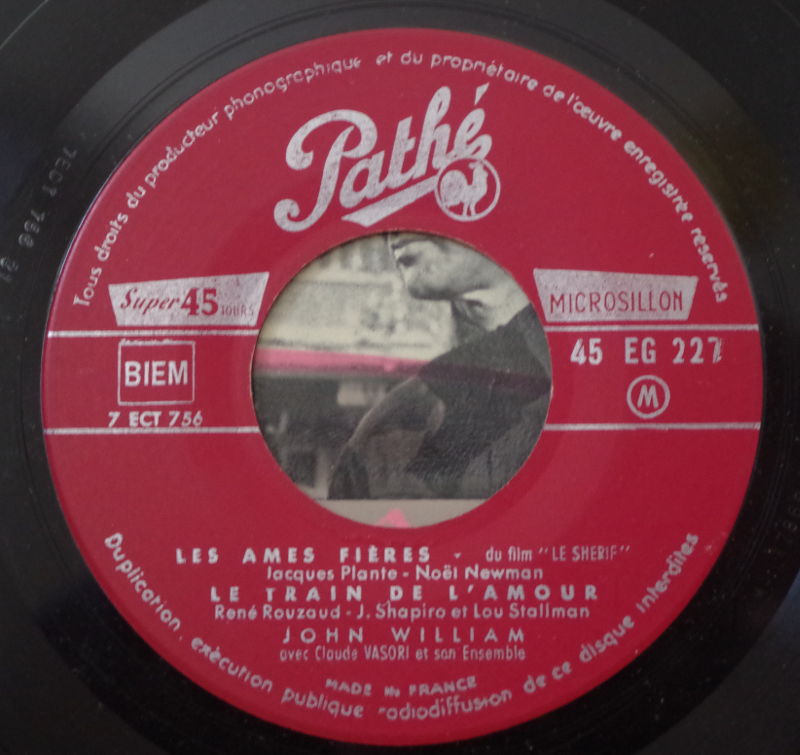 Tous droits du producteur phonographique et du propriétaire de l'œuvre enregistrée réservés
Pathé
Super 45 TOURS
MICROSILLON
BIEM
45 EG 227
7 ECT 756
M
LES AMES FIÈRES - du film "LE SHERIF"
Jacques Plante - Noël Newman
LE TRAIN DE L'AMOUR
René Rouzaud - J. Shapiro et Lou Stallman
JOHN WILLIAM
avec Claude VASORI et son Ensemble
MADE IN FRANCE
Duplication, exécution publique radiodiffusion de ce disque interdites